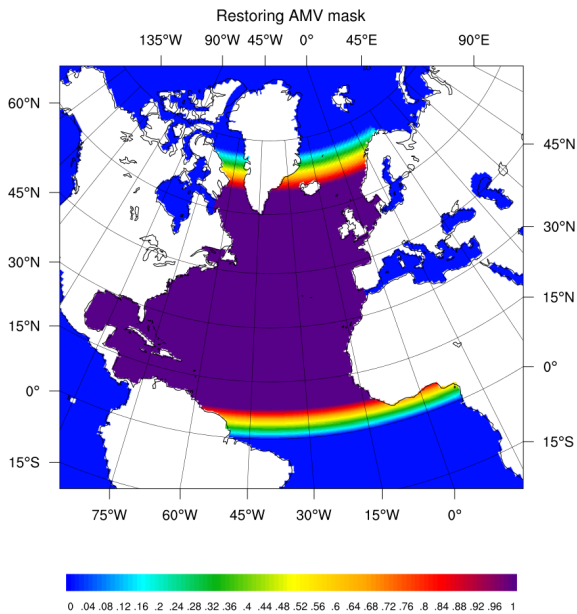 Restoring AMV mask
135°W 90°W 45°W 0° 45°E 90°E
60°N
45°N
45°N
30°N
30°N
15°N
15°N
0°
0°
15°S
15°S
75°W 60°W 45°W 30°W 15°W 0°
0 .04 .08 .12 .16 .2 .24 .28 .32 .36 .4 .44 .48 .52 .56 .6 .64 .68 .72 .76 .8 .84 .88 .92 .96 1